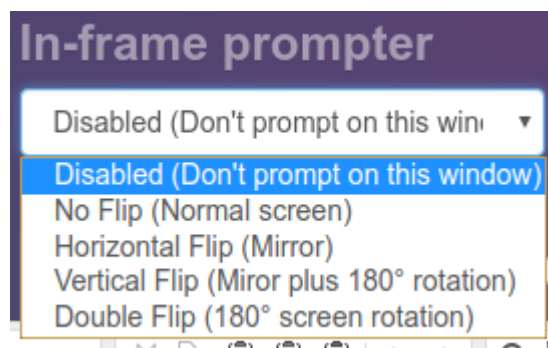 In-frame prompter
Disabled (Don't prompt on this win
Disabled (Don't prompt on this window)
No Flip (Normal screen)
Horizontal Flip (Mirror)
Vertical Flip (Miror plus 180° rotation)
Double Flip (180° screen rotation)